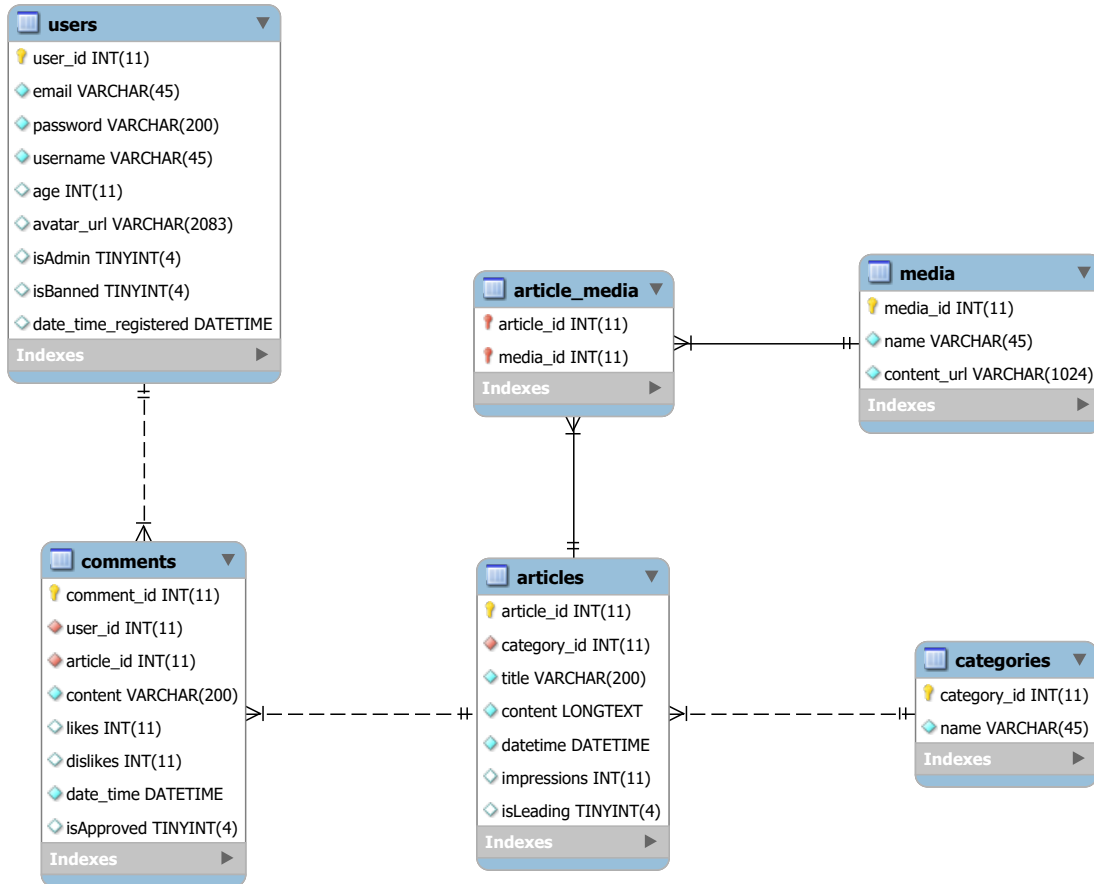 users
user_id INT(11)
email VARCHAR(45)
password VARCHAR(200)
username VARCHAR(45)
age INT(11)
avatar_url VARCHAR(2083)
isAdmin TINYINT(4)
isBanned TINYINT(4)
date_time_registered DATETIME
Indexes
article_media
article_id INT(11)
media_id INT(11)
Indexes
media
media_id INT(11)
name VARCHAR(45)
content_url VARCHAR(1024)
Indexes
comments
comment_id INT(11)
user_id INT(11)
article_id INT(11)
content VARCHAR(200)
likes INT(11)
dislikes INT(11)
date_time DATETIME
isApproved TINYINT(4)
Indexes
articles
article_id INT(11)
category_id INT(11)
title VARCHAR(200)
content LONGTEXT
datetime DATETIME
impressions INT(11)
isLeading TINYINT(4)
Indexes
categories
category_id INT(11)
name VARCHAR(45)
Indexes